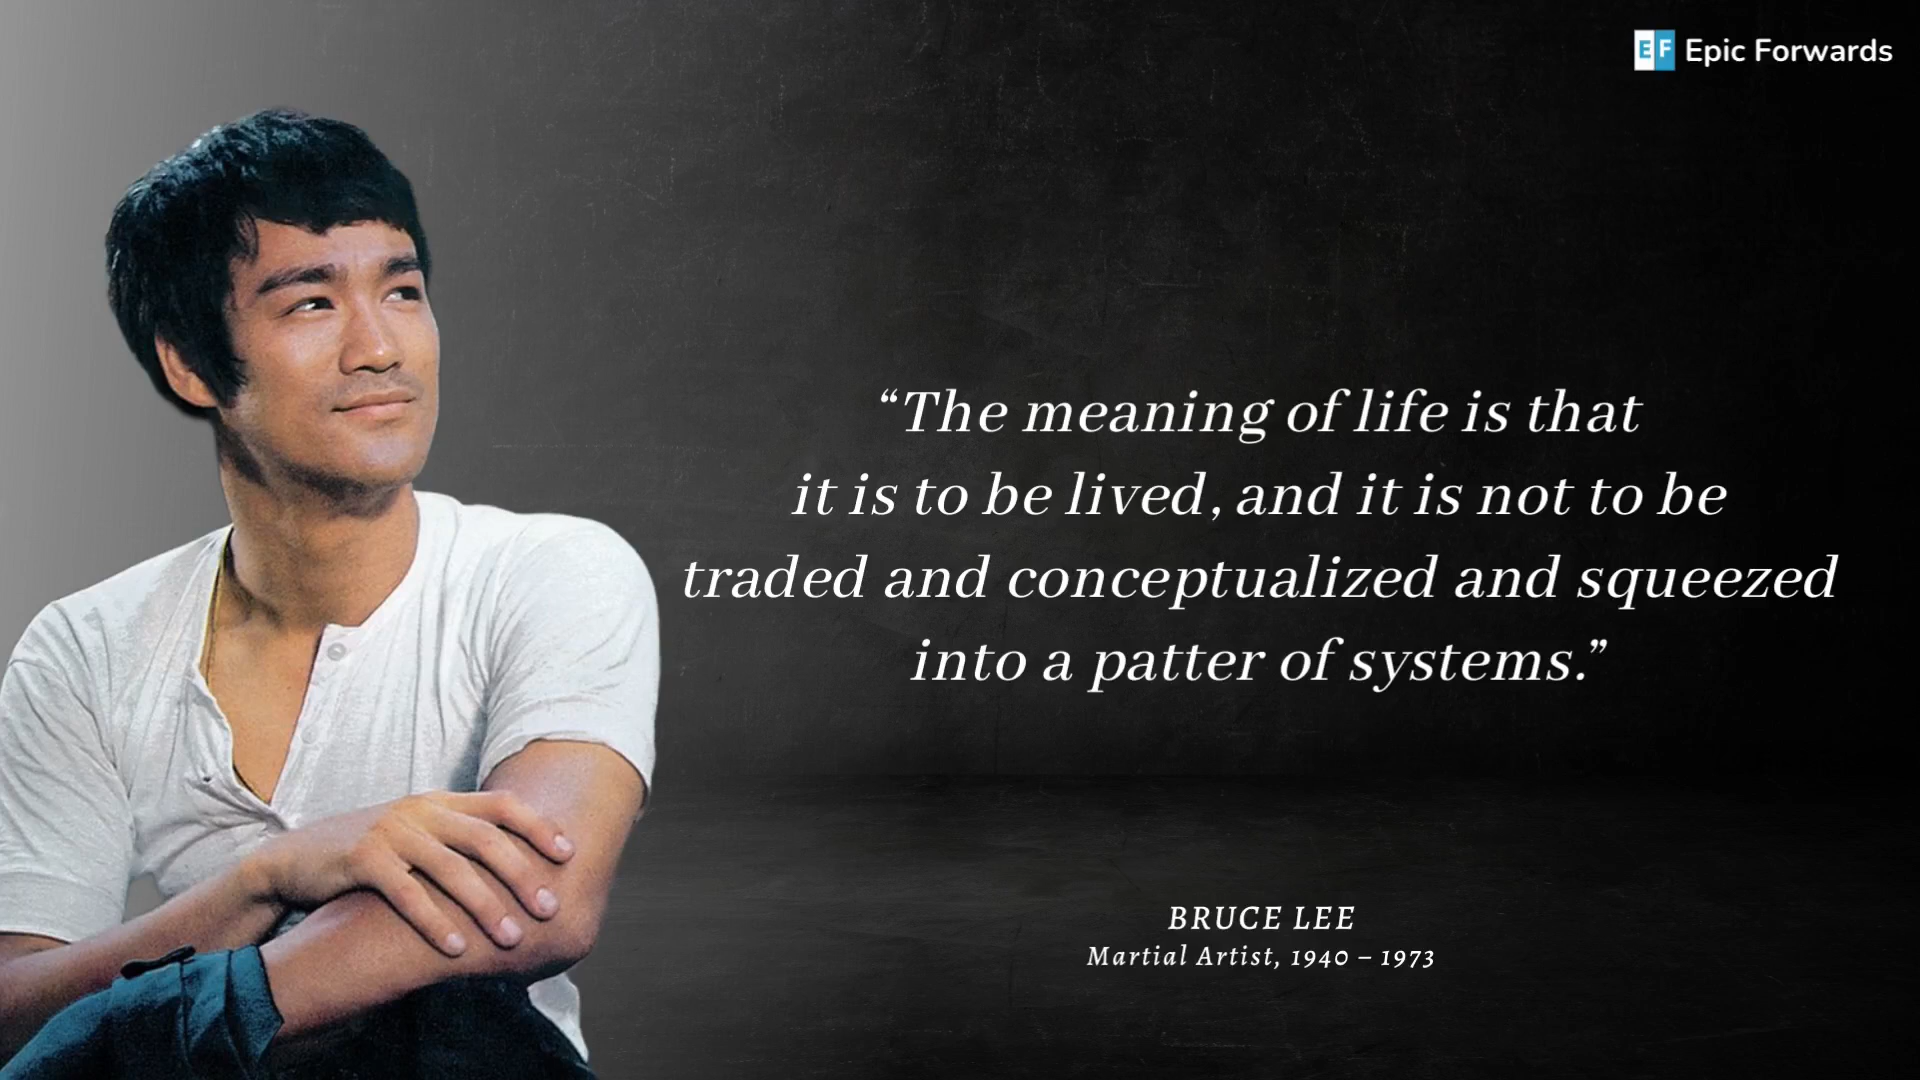 EF Epic Forwards
“The meaning of life is that
it is to be lived, and it is not to be
traded and conceptualized and squeezed
into a patter of systems.”
BRUCE LEE
Martial Artist, 1940 – 1973